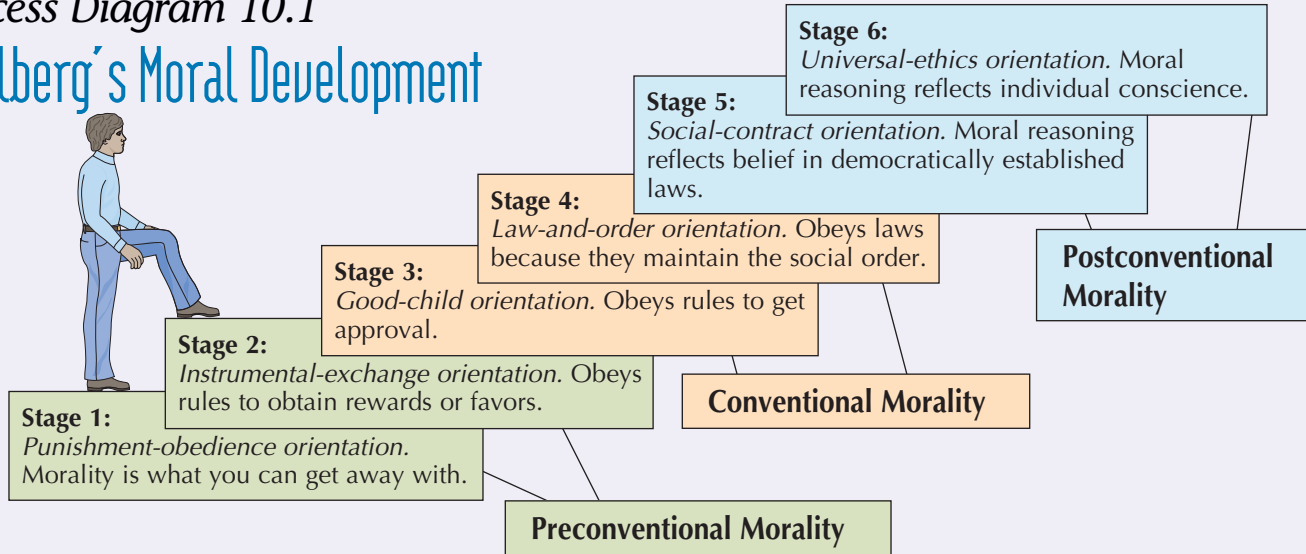 cess Diagram 10.1
lberg's Moral Development
Stage 6:
Universal-ethics orientation. Moral
reasoning reflects individual conscience.
Stage 5:
Social-contract orientation. Moral reasoning
reflects belief in democratically established
laws.
Stage 4:
Law-and-order orientation. Obeys laws
because they maintain the social order.
Stage 3:
Good-child orientation. Obeys rules to get
approval.
Stage 2:
Instrumental-exchange orientation. Obeys
rules to obtain rewards or favors.
Stage 1:
Punishment-obedience orientation.
Morality is what you can get away with.
Postconventional
Morality
Conventional Morality
Preconventional Morality